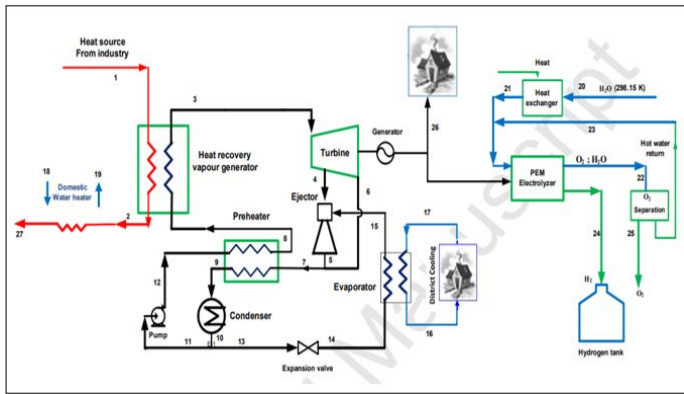 Heat source
From industry
1
3
Heat recovery
vapour generator
18
19
Domestic
Water heater
27
2
Preheater
8
9
7
12
Pump
Condenser
11
10
13
Expansion valve
14
Turbine
4
6
Ejector
5
15
Evaporator
17
16
District Cooling
Generator
26
Heat
21
Heat
exchanger
20
H₂O (298.15 K)
23
Hot water
return
PEM
Electrolyzer
O₂ ; H₂O
22
O₂
Separation
24
25
H₂
O₂
Hydrogen tank
Manuscript